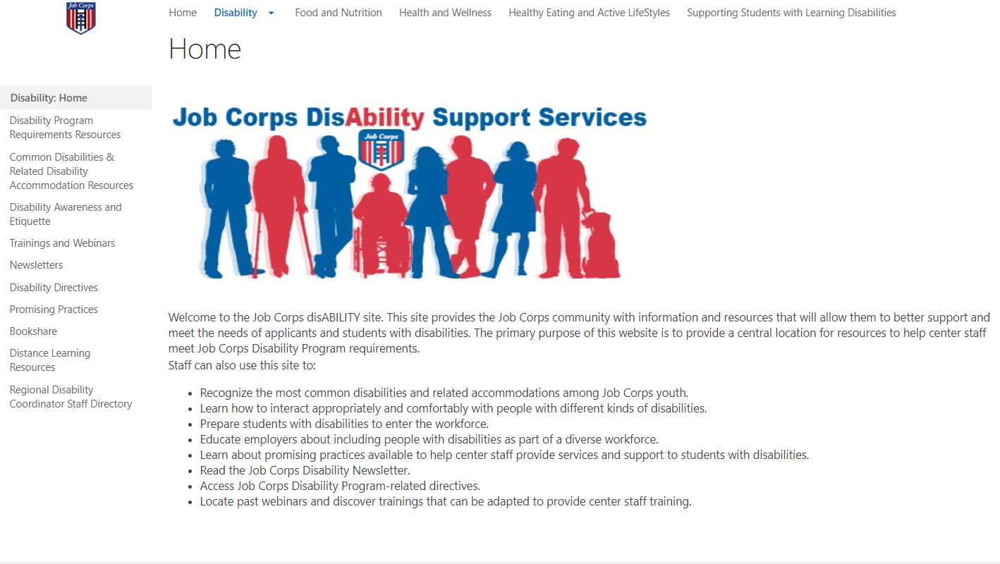 Job Corps
Home
Disability
Food and Nutrition
Health and Wellness
Healthy Eating and Active LifeStyles
Supporting Students with Learning Disabilities
Home
Disability: Home
Disability Program
Requirements Resources
Common Disabilities &
Related Disability
Accommodation Resources
Disability Awareness and
Etiquette
Trainings and Webinars
Newsletters
Disability Directives
Promising Practices
Bookshare
Distance Learning
Resources
Regional Disability
Coordinator Staff Directory
Job Corps DisAbility Support Services
Job Corps
Welcome to the Job Corps disABILITY site. This site provides the Job Corps community with information and resources that will allow them to better support and
meet the needs of applicants and students with disabilities. The primary purpose of this website is to provide a central location for resources to help center staff
meet Job Corps Disability Program requirements.
Staff can also use this site to:
• Recognize the most common disabilities and related accommodations among Job Corps youth.
• Learn how to interact appropriately and comfortably with people with different kinds of disabilities.
• Prepare students with disabilities to enter the workforce.
• Educate employers about including people with disabilities as part of a diverse workforce.
• Learn about promising practices available to help center staff provide services and support to students with disabilities.
• Read the Job Corps Disability Newsletter.
• Access Job Corps Disability Program-related directives.
• Locate past webinars and discover trainings that can be adapted to provide center staff training.